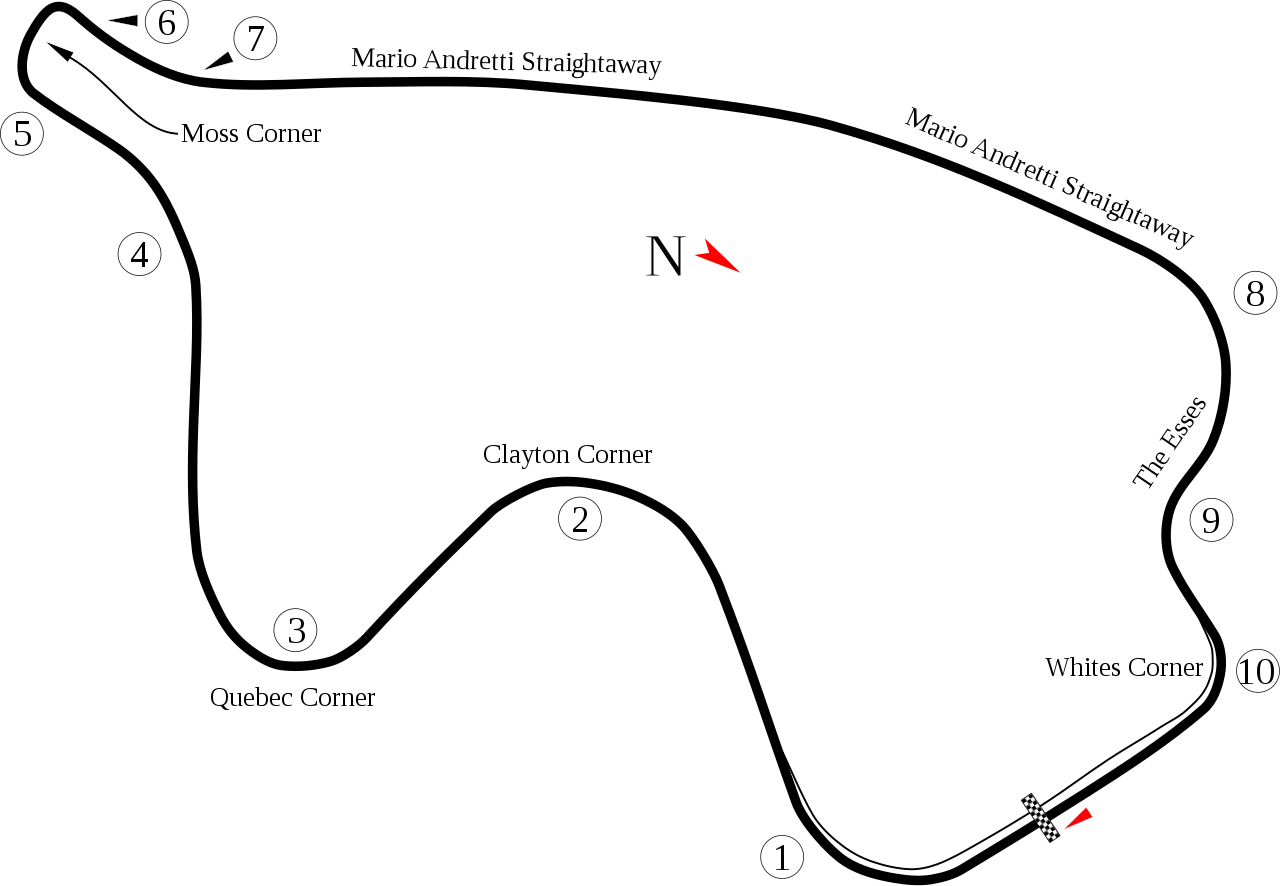 6
7
Mario Andretti Straightaway
Mario Andretti Straightaway
5
Moss Corner
4
N
8
The Esses
Clayton Corner
2
9
3
Whites Corner
10
Quebec Corner
1